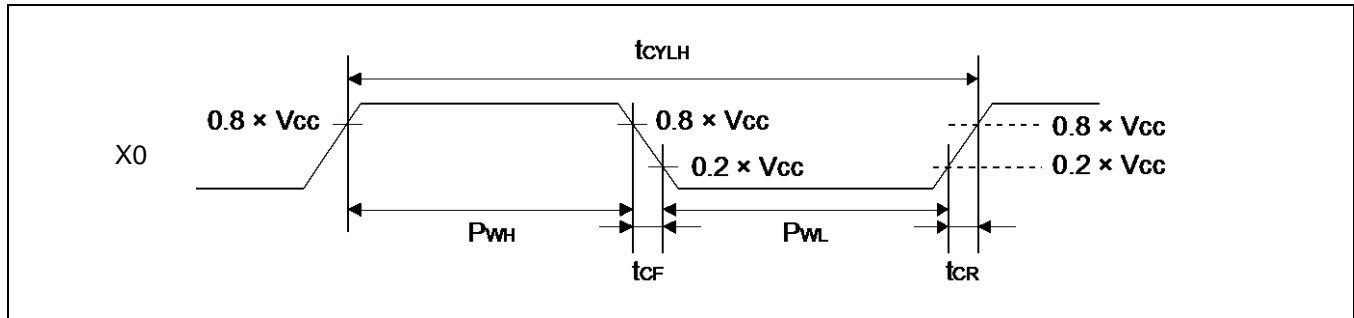 tCYLH
0.8 × VCC
0.8 × VCC
0.8 × VCC
X0
0.2 × VCC
0.2 × VCC
PWH
PWL
tCF
tCR